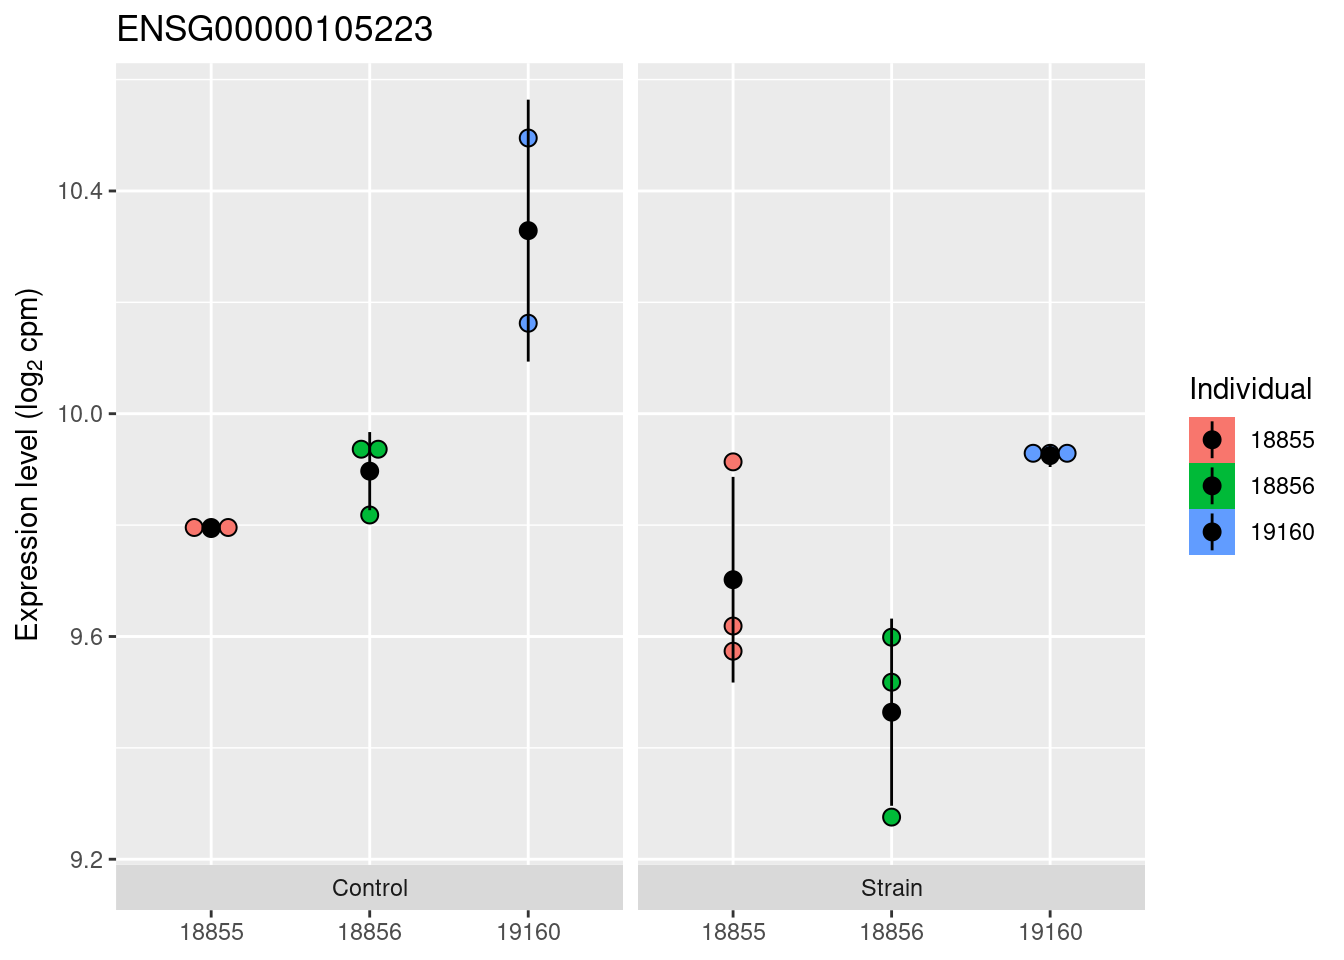 ENSG00000105223
Expression level (log₂ cpm)
10.4
10.0
9.6
9.2
Control
Strain
18855
18856
19160
18855
18856
19160
Individual
18855
18856
19160